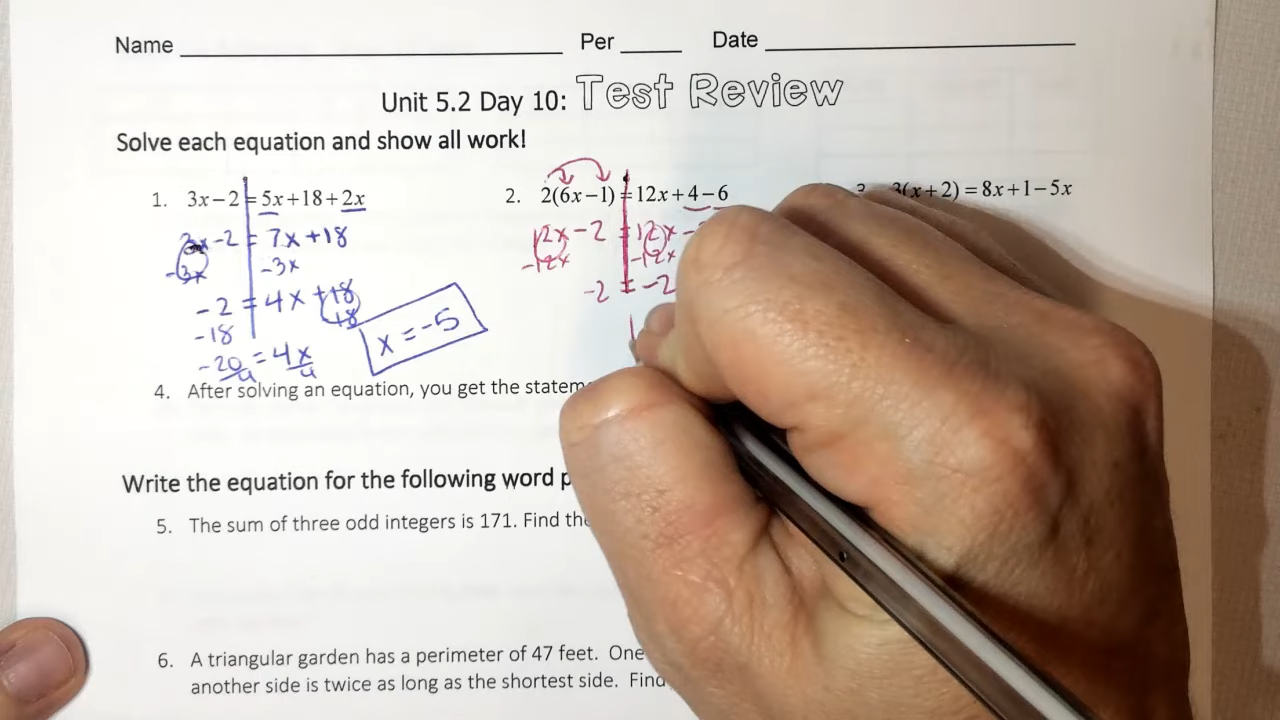 Name Per Date
Unit 5.2 Day 10: Test Review
Solve each equation and show all work!
1. 3x-2=5x+18+2x
3x-2 = 7x+18
-3x -3x
-2 = 4x +18
-18 -18
-20/4 = 4x/4
x = -5
2. 2(6x-1)=12x+4-6
12x-2 = 12x-
-12x -12x
-2 = -2
(x+2)=8x+1-5x
4. After solving an equation, you get the
Write the equation for the following word
5. The sum of three odd integers is 171. Find
6. A triangular garden has a perimeter of 47 feet. One
another side is twice as long as the shortest side. Find